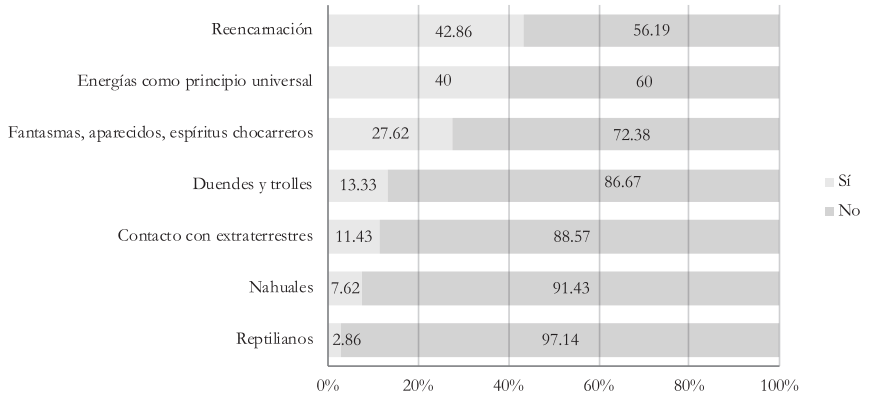 Reencarnación 42.86 56.19
Energías como principio universal 40 60
Fantasmas, aparecidos, espíritus chocarreros 27.62 72.38
Duendes y trolles 13.33 86.67
Sí
No
Contacto con extraterrestres 11.43 88.57
Nahuales 7.62 91.43
Reptilianos 2.86 97.14
0% 20% 40% 60% 80% 100%